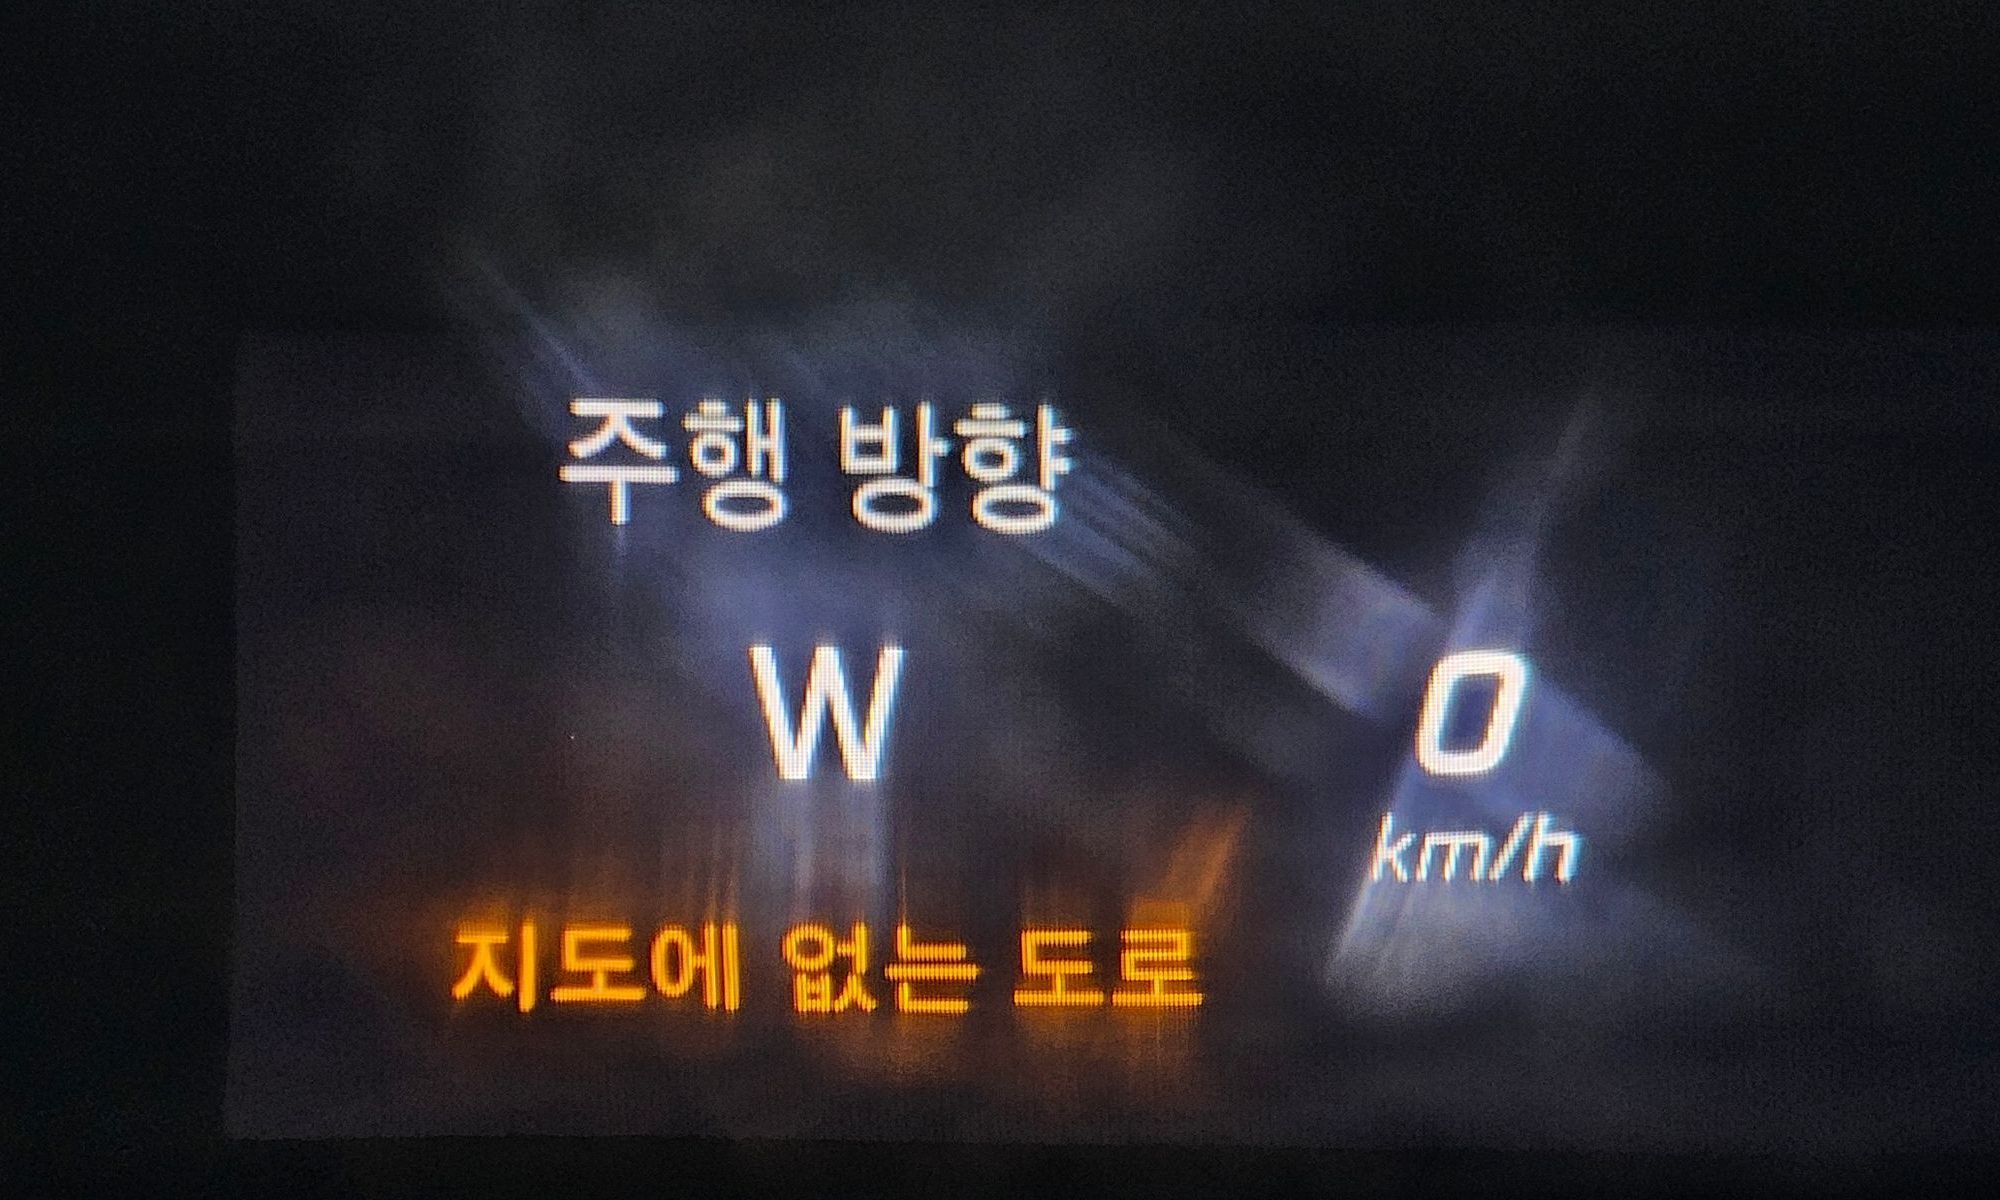 주행 방향
W
0
km/h
지도에 없는 도로